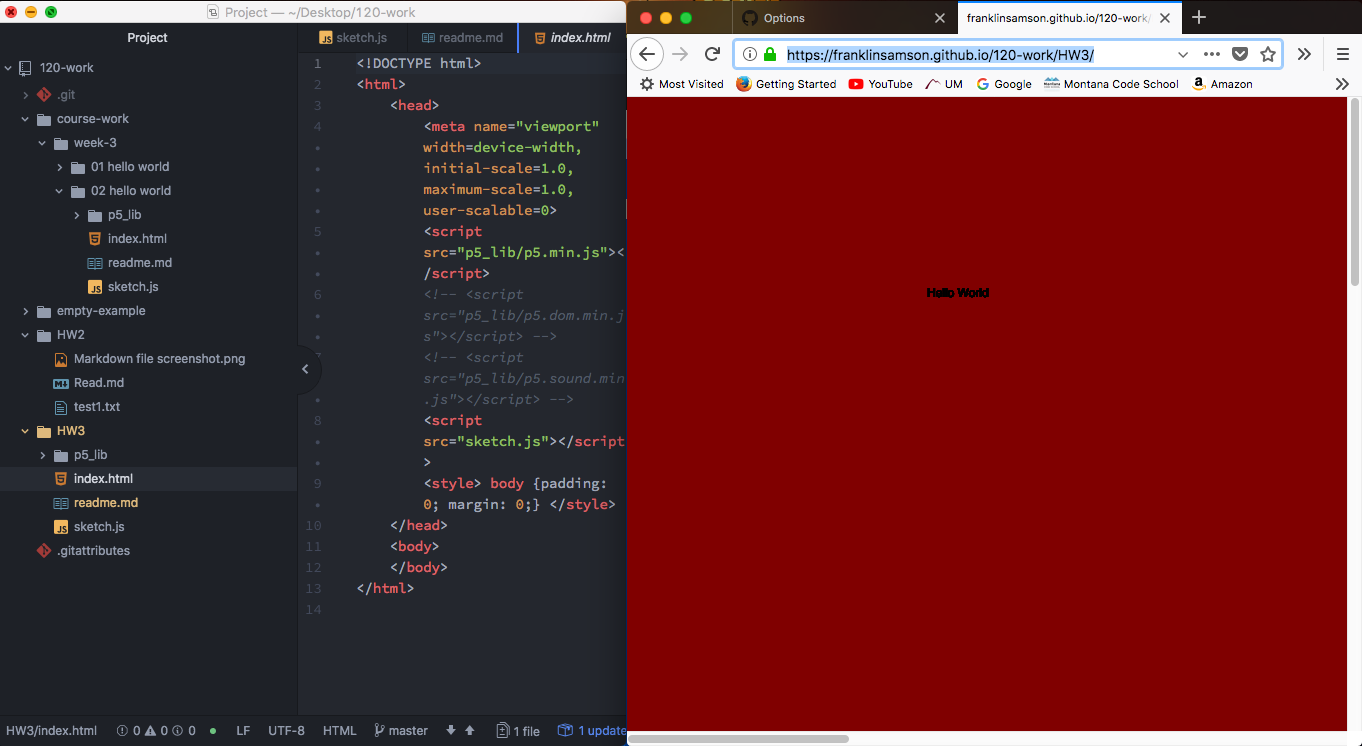 Project — ~/Desktop/120-work
Project
120-work
.git
course-work
week-3
01 hello world
02 hello world
p5_lib
index.html
readme.md
sketch.js
empty-example
HW2
Markdown file screenshot.png
Read.md
test1.txt
HW3
p5_lib
index.html
readme.md
sketch.js
.gitattributes
sketch.js readme.md index.html
1 <!DOCTYPE html>
2 <html>
3 <head>
4 <meta name="viewport"
width=device-width,
initial-scale=1.0,
maximum-scale=1.0,
user-scalable=0>
5 <script
src="p5_lib/p5.min.js"><
/script>
6 <!-- <script
src="p5_lib/p5.dom.min.j
s"></script> -->
<!-- <script
src="p5_lib/p5.sound.min
.js"></script> -->
8 <script
src="sketch.js"></script
>
9 <style> body {padding:
0; margin: 0;} </style>
10 </head>
11 <body>
12 </body>
13 </html>
14
HW3/index.html 0 0 0 LF UTF-8 HTML master 1 file 1 update
Options franklinsamson.github.io/120-work/
https://franklinsamson.github.io/120-work/HW3/
Most Visited Getting Started YouTube UM Google Montana Code School Amazon
Hello World